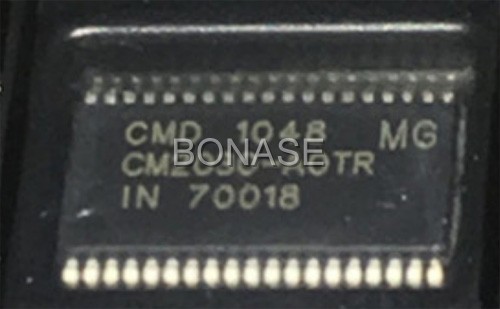 CMD 1048 MG
BONASE
IN 70018